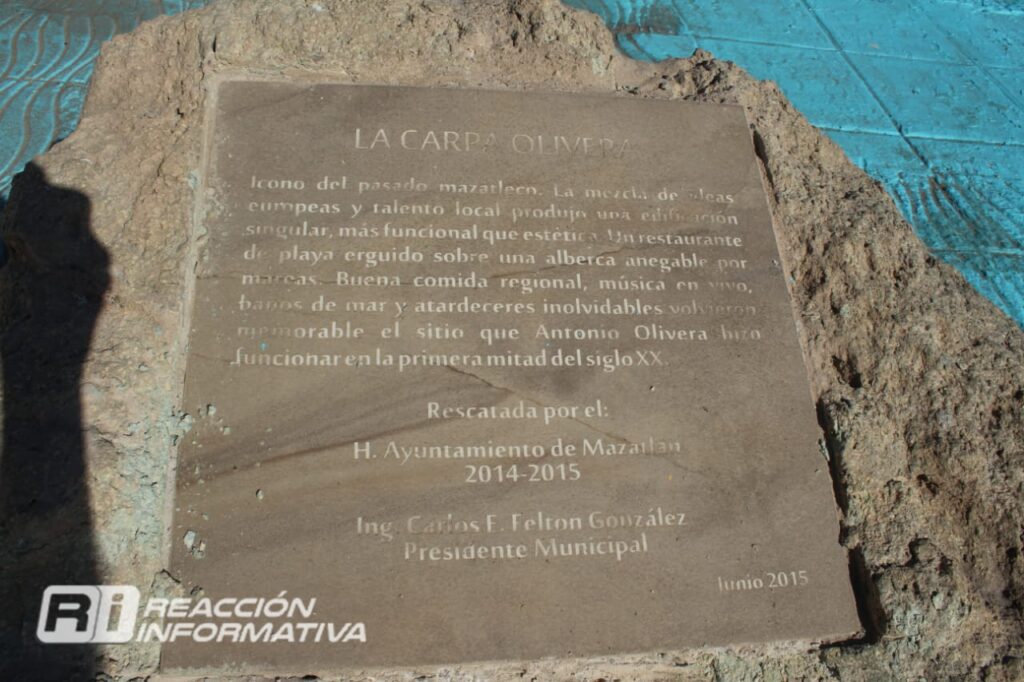 LA CARPA OLIVERA
Icono del pasado mazatleco. La mezcla de ideas
europeas y talento local produjo una edificación
singular, más funcional que estética. Un restaurante
de playa erguido sobre una alberca anegable por
mareas. Buena comida regional, música en vivo,
baños de mar y atardeceres inolvidables volvieron
memorable el sitio que Antonio Olivera hizo
funcionar en la primera mitad del siglo XX.
Rescatada por el:
H. Ayuntamiento de Mazatlan
2014-2015
Ing. Carlos F. Felton González
Presidente Municipal
Junio 2015
Ri REACCIÓN
INFORMATIVA